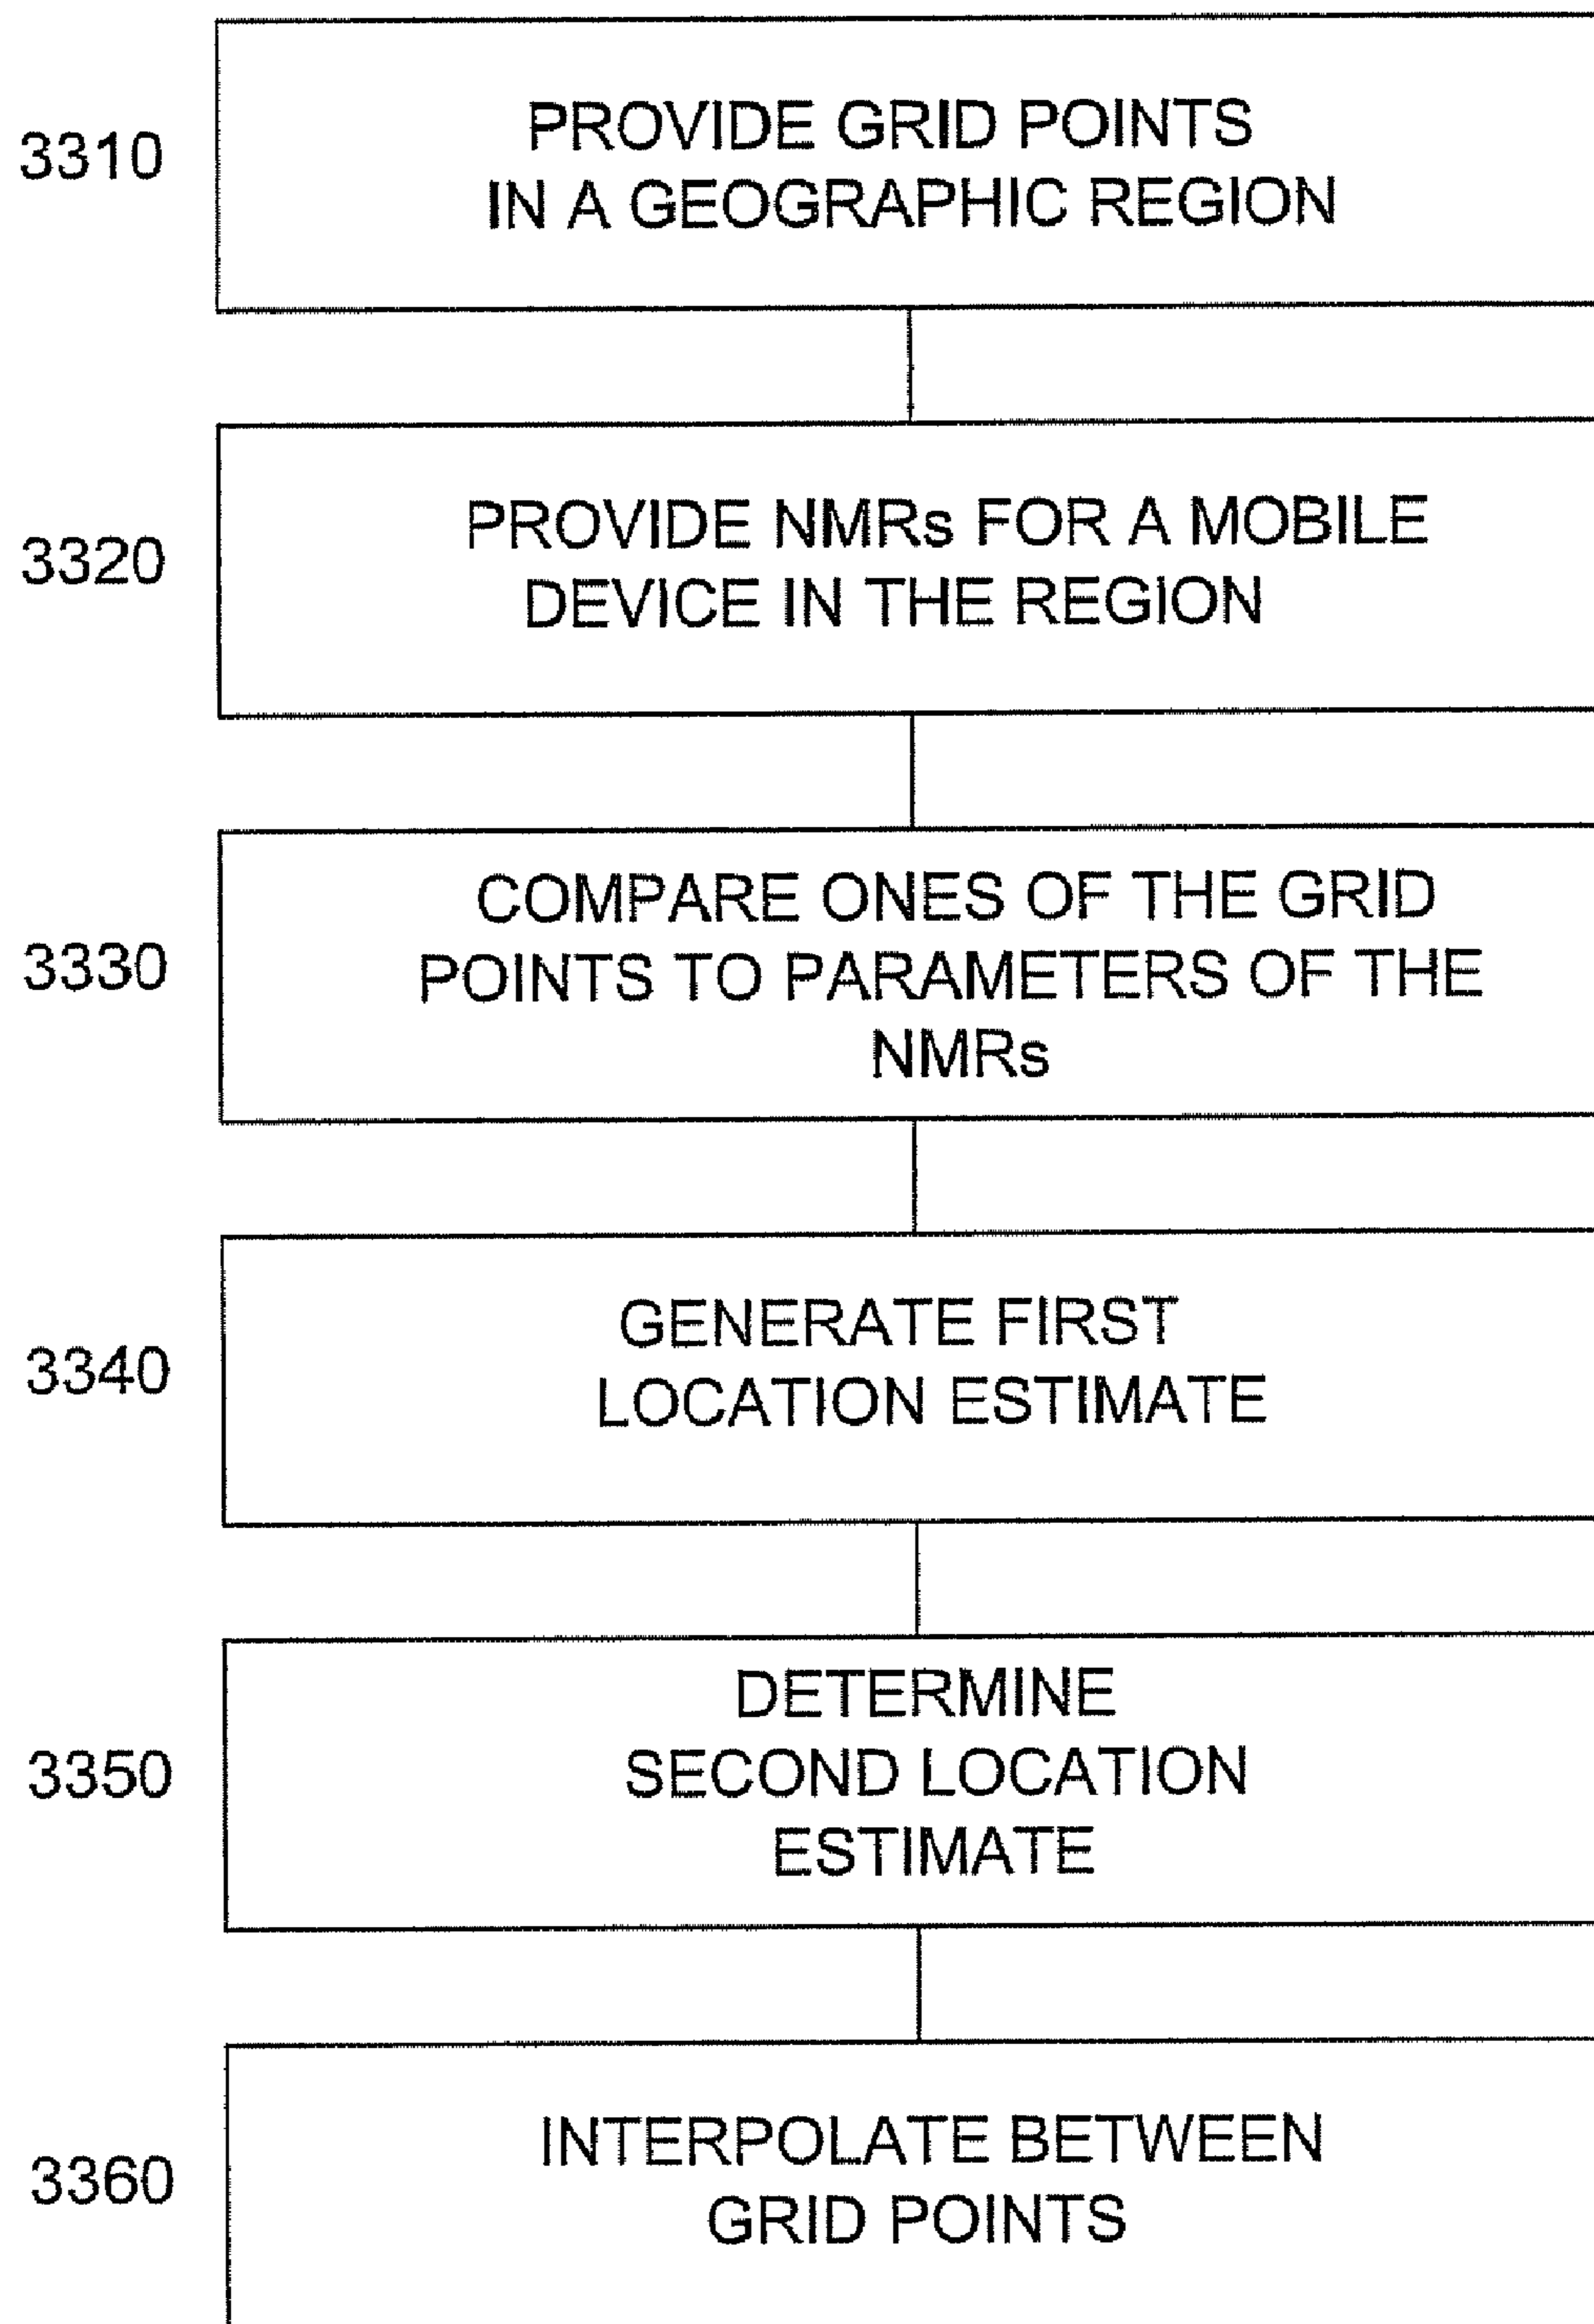 3310
PROVIDE GRID POINTS
IN A GEOGRAPHIC REGION
3320
PROVIDE NMRs FOR A MOBILE
DEVICE IN THE REGION
3330
COMPARE ONES OF THE GRID
POINTS TO PARAMETERS OF THE
NMRs
3340
GENERATE FIRST
LOCATION ESTIMATE
3350
DETERMINE
SECOND LOCATION
ESTIMATE
3360
INTERPOLATE BETWEEN
GRID POINTS